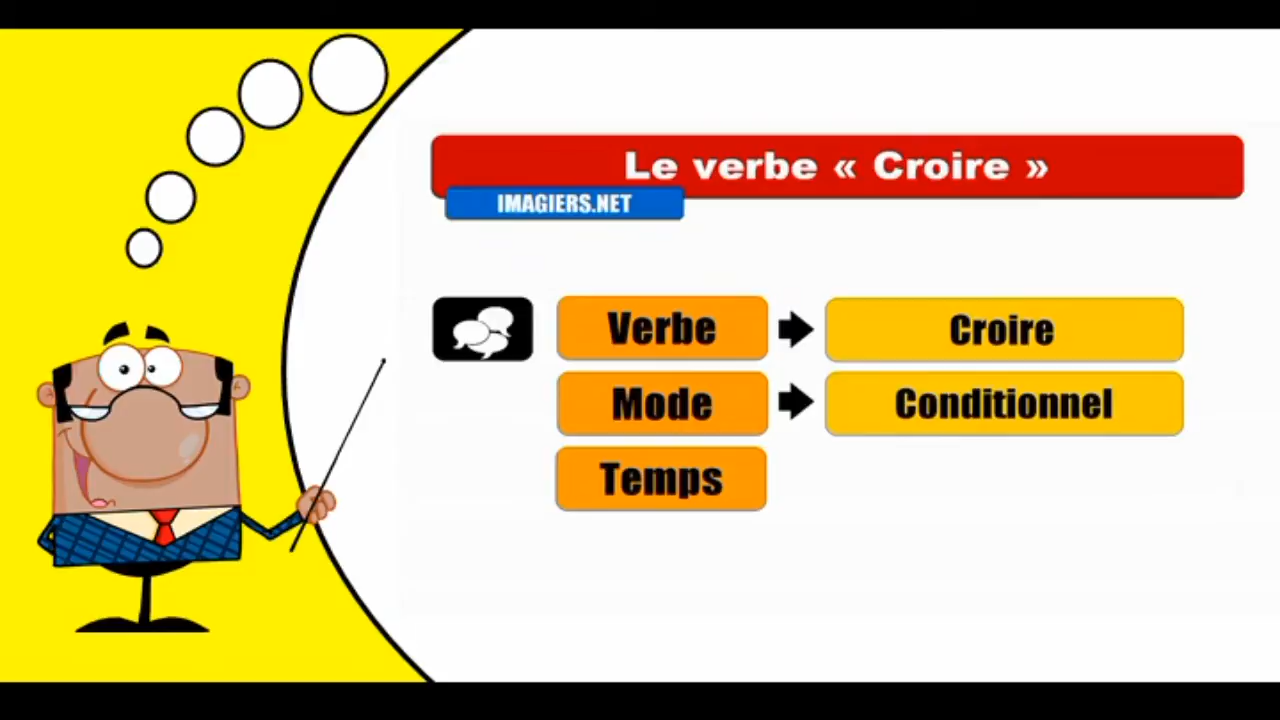 Le verbe « Croire »
IMAGIERS.NET
Verbe Croire
Mode Conditionnel
Temps